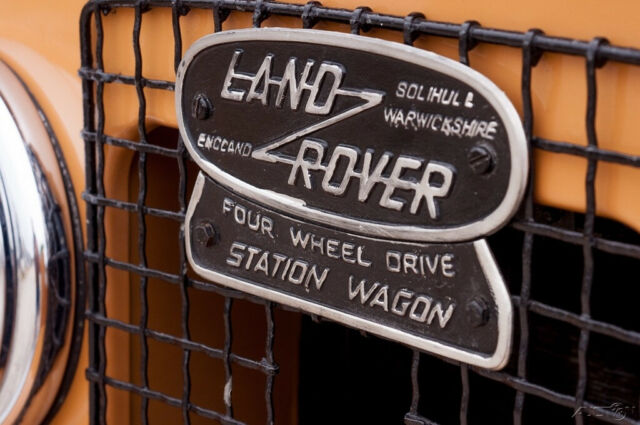 LAND
ROVER
SOLIHULL
WARWICKSHIRE
ENGLAND
FOUR WHEEL DRIVE
STATION WAGON